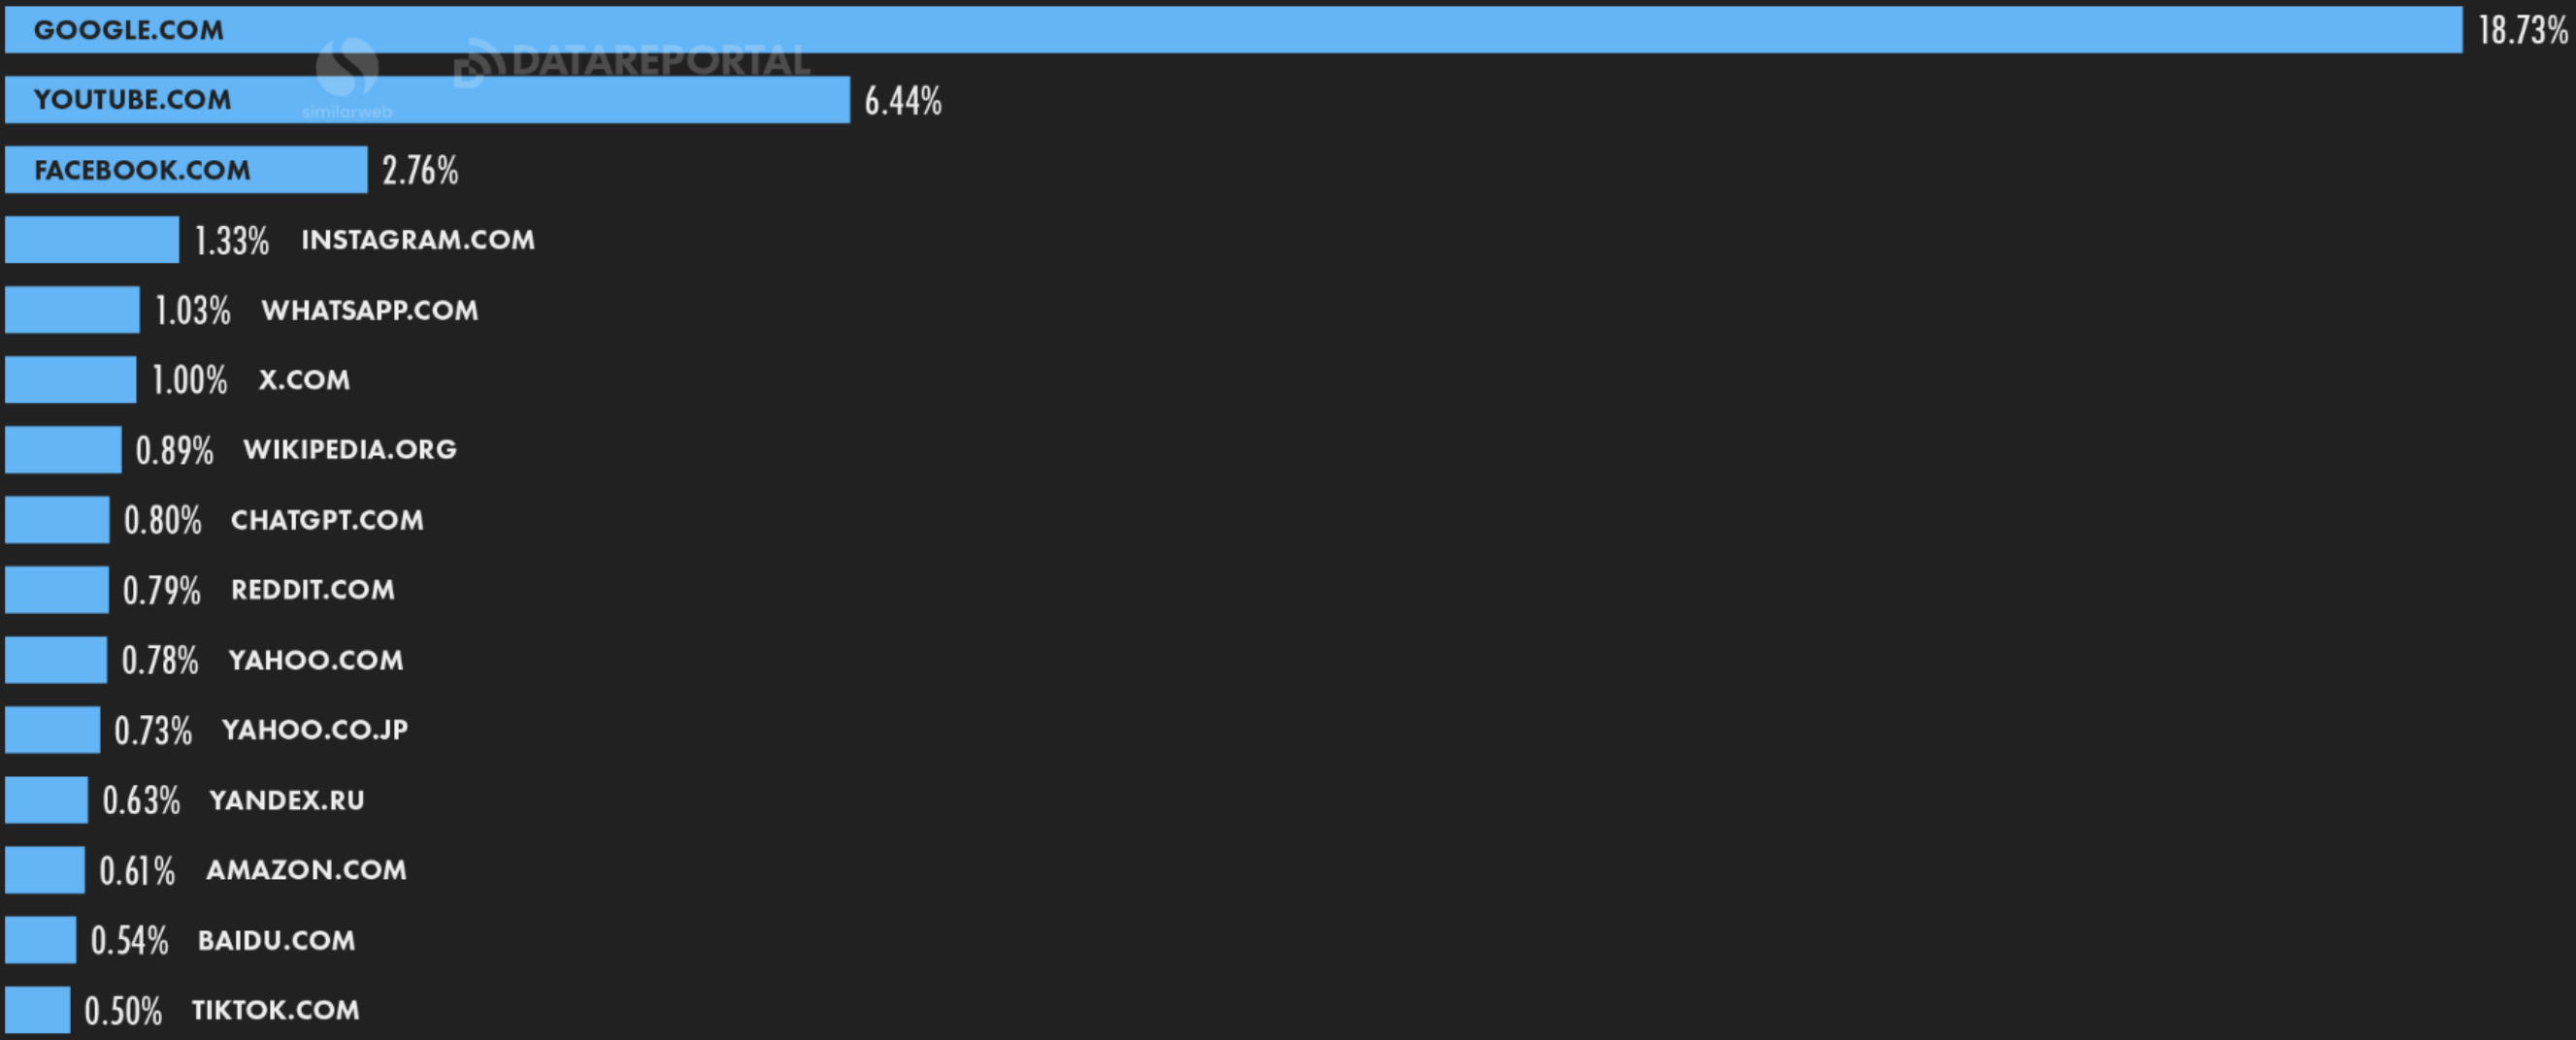 GOOGLE.COM 18.73%
similarweb DATAREPORTAL
YOUTUBE.COM 6.44%
FACEBOOK.COM 2.76%
1.33% INSTAGRAM.COM
1.03% WHATSAPP.COM
1.00% X.COM
0.89% WIKIPEDIA.ORG
0.80% CHATGPT.COM
0.79% REDDIT.COM
0.78% YAHOO.COM
0.73% YAHOO.CO.JP
0.63% YANDEX.RU
0.61% AMAZON.COM
0.54% BAIDU.COM
0.50% TIKTOK.COM